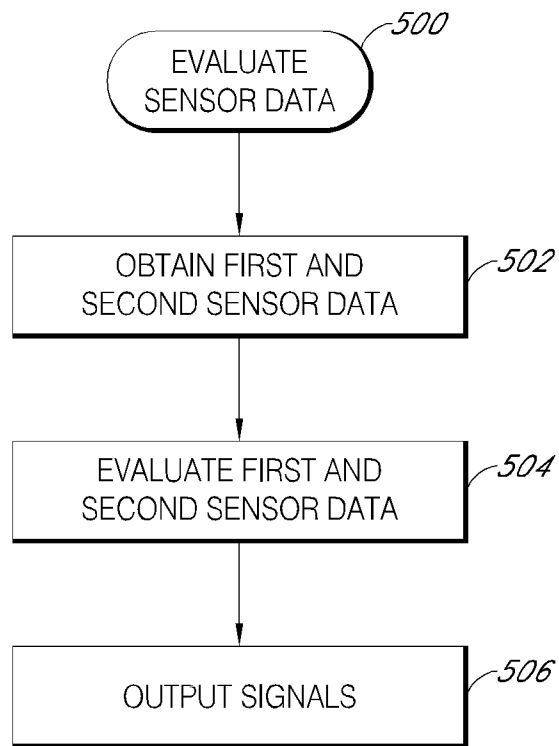 500
EVALUATE
SENSOR DATA
OBTAIN FIRST AND
SECOND SENSOR DATA
502
EVALUATE FIRST AND
SECOND SENSOR DATA
504
OUTPUT SIGNALS
506